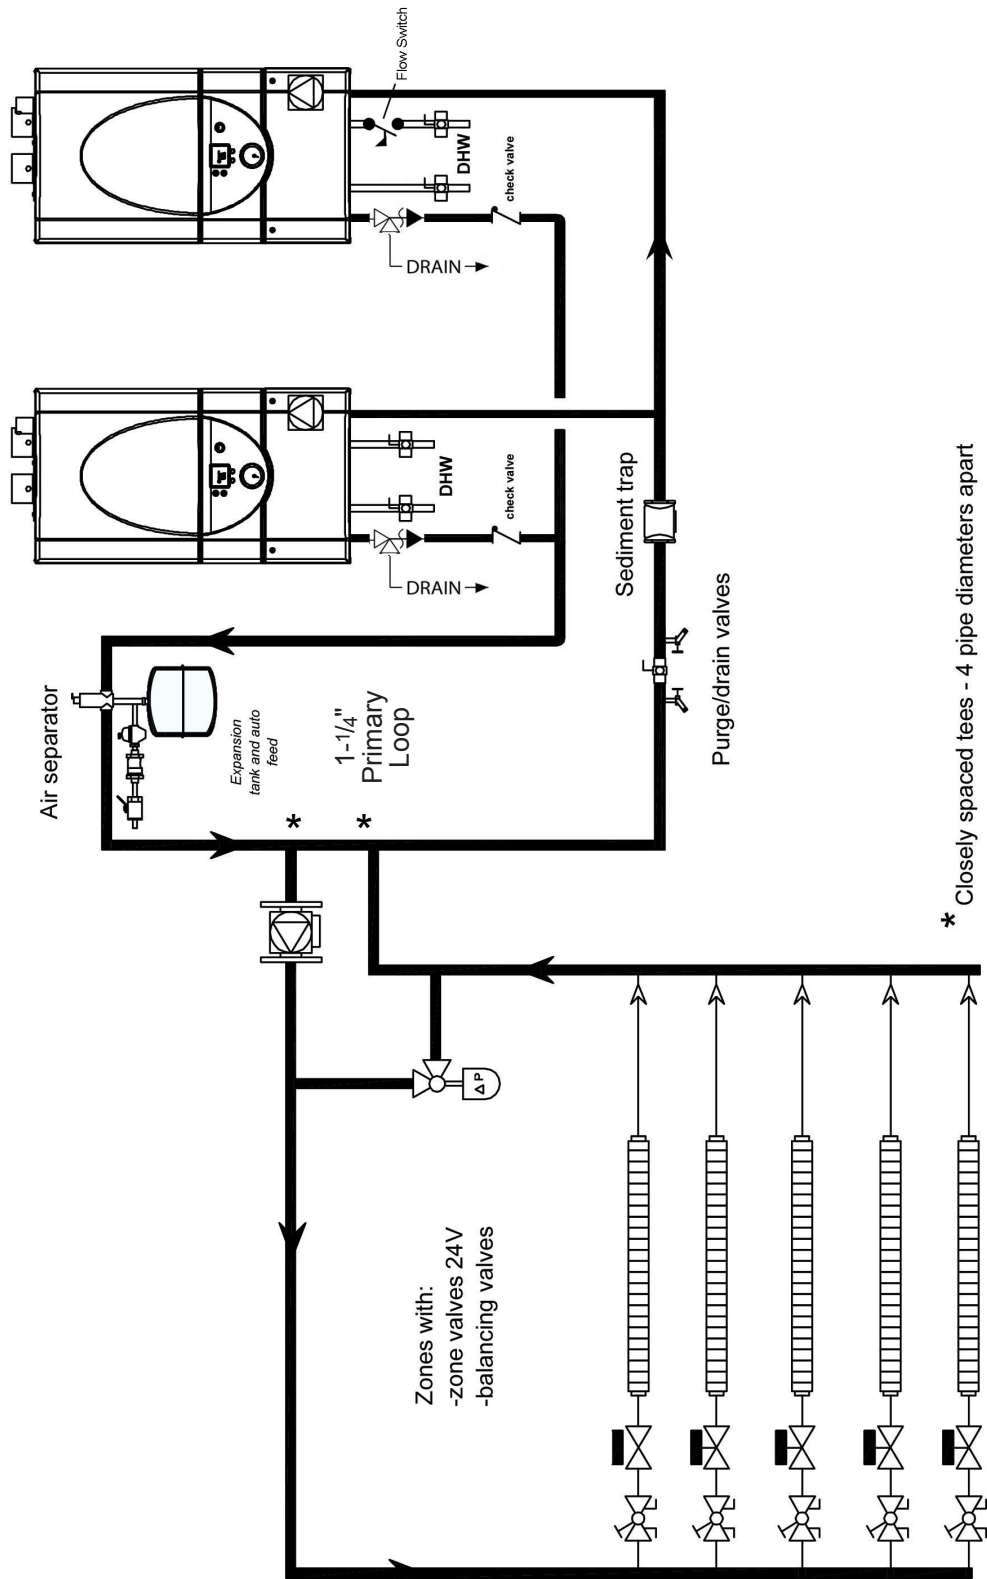 Flow Switch
DHW
check valve
DRAIN
DHW
check valve
DRAIN
Air separator
Expansion
tank and auto
feed
1-1/4"
Primary
Loop
Sediment trap
Purge/drain valves
* Closely spaced tees - 4 pipe diameters apart
*
*
Δ P
Zones with:
-zone valves 24V
-balancing valves